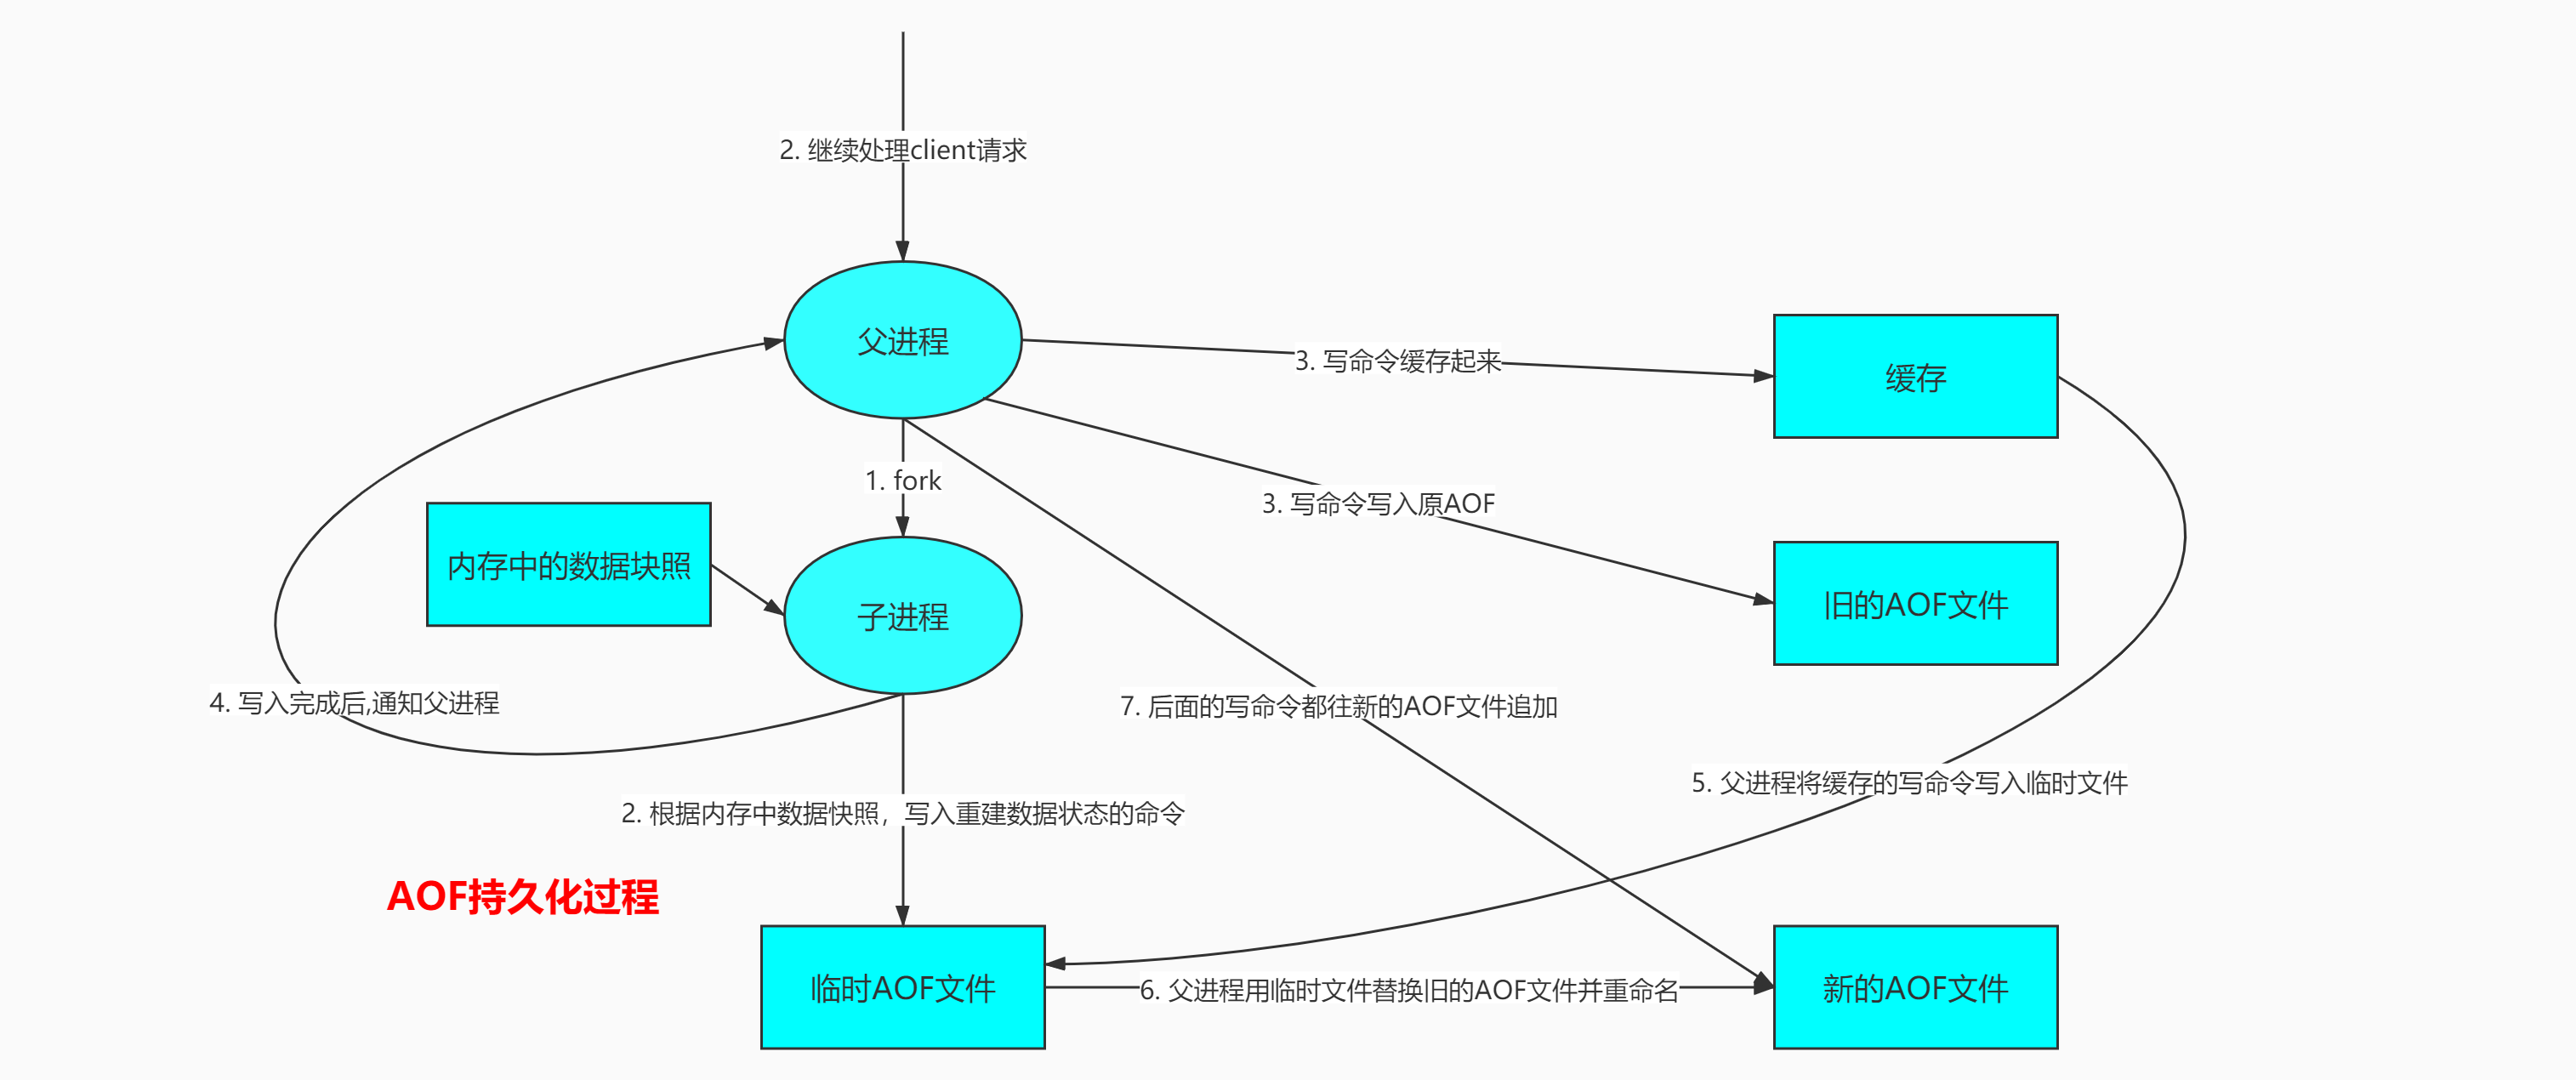 2. 继续处理client请求
父进程
3. 写命令缓存起来
缓存
1. fork
3. 写命令写入原AOF
内存中的数据块照
子进程
旧的AOF文件
4. 写入完成后,通知父进程
7. 后面的写命令都往新的AOF文件追加
5. 父进程将缓存的写命令写入临时文件
2. 根据内存中数据快照，写入重建数据状态的命令
AOF持久化过程
临时AOF文件
6. 父进程用临时文件替换旧的AOF文件并重命名
新的AOF文件